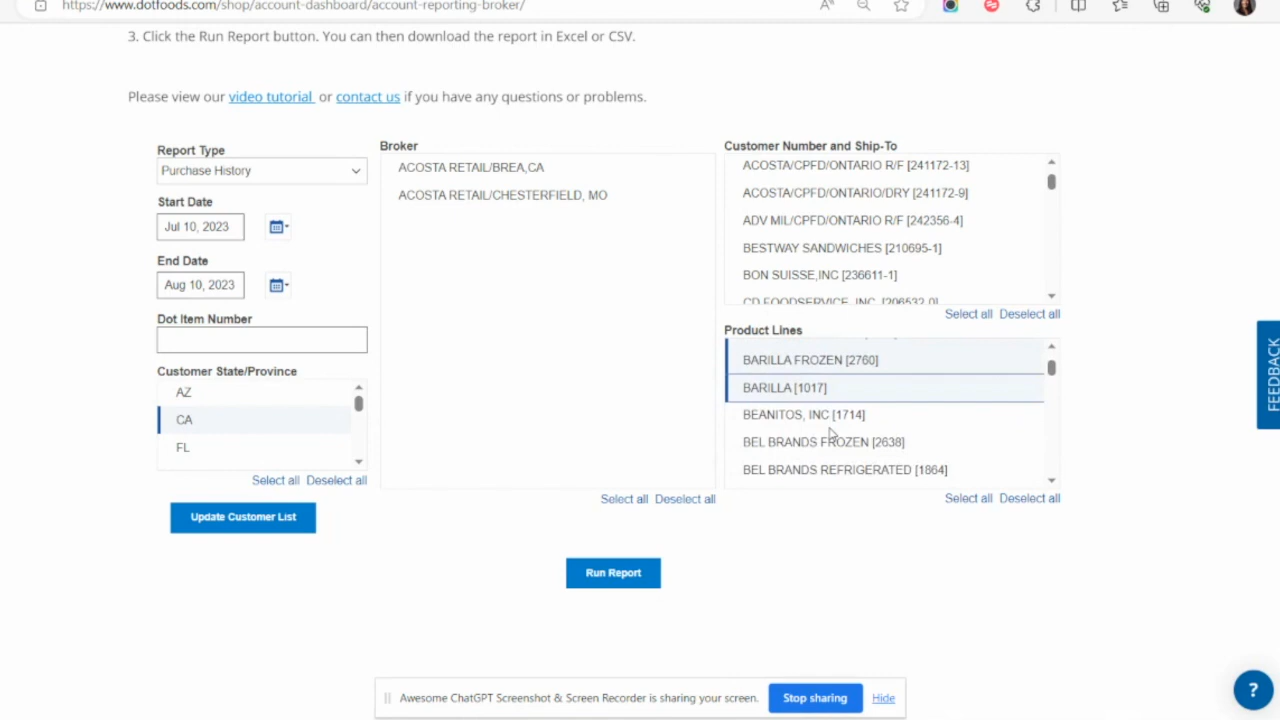 https://www.dotfoods.com/shop/account-dashboard/account-reporting-broker/
3. Click the Run Report button. You can then download the report in Excel or CSV.
Please view our video tutorial or contact us if you have any questions or problems.
Report Type
Purchase History
Start Date
Jul 10, 2023
End Date
Aug 10, 2023
Dot Item Number
Customer State/Province
AZ
CA
FL
Select all Deselect all
Update Customer List
Broker
ACOSTA RETAIL/BREA,CA
ACOSTA RETAIL/CHESTERFIELD, MO
Select all Deselect all
Customer Number and Ship-To
ACOSTA/CPFD/ONTARIO R/F [241172-13]
ACOSTA/CPFD/ONTARIO/DRY [241172-9]
ADV MIL/CPFD/ONTARIO R/F [242356-4]
BESTWAY SANDWICHES [210695-1]
BON SUISSE,INC [236611-1]
CD FOODSERVICE, INC. [206532-0]
Select all Deselect all
Product Lines
BARILLA FROZEN [2760]
BARILLA [1017]
BEANITOS, INC [1714]
BEL BRANDS FROZEN [2638]
BEL BRANDS REFRIGERATED [1864]
Select all Deselect all
Run Report
FEEDBACK
Awesome ChatGPT Screenshot & Screen Recorder is sharing your screen.
Stop sharing
Hide
?